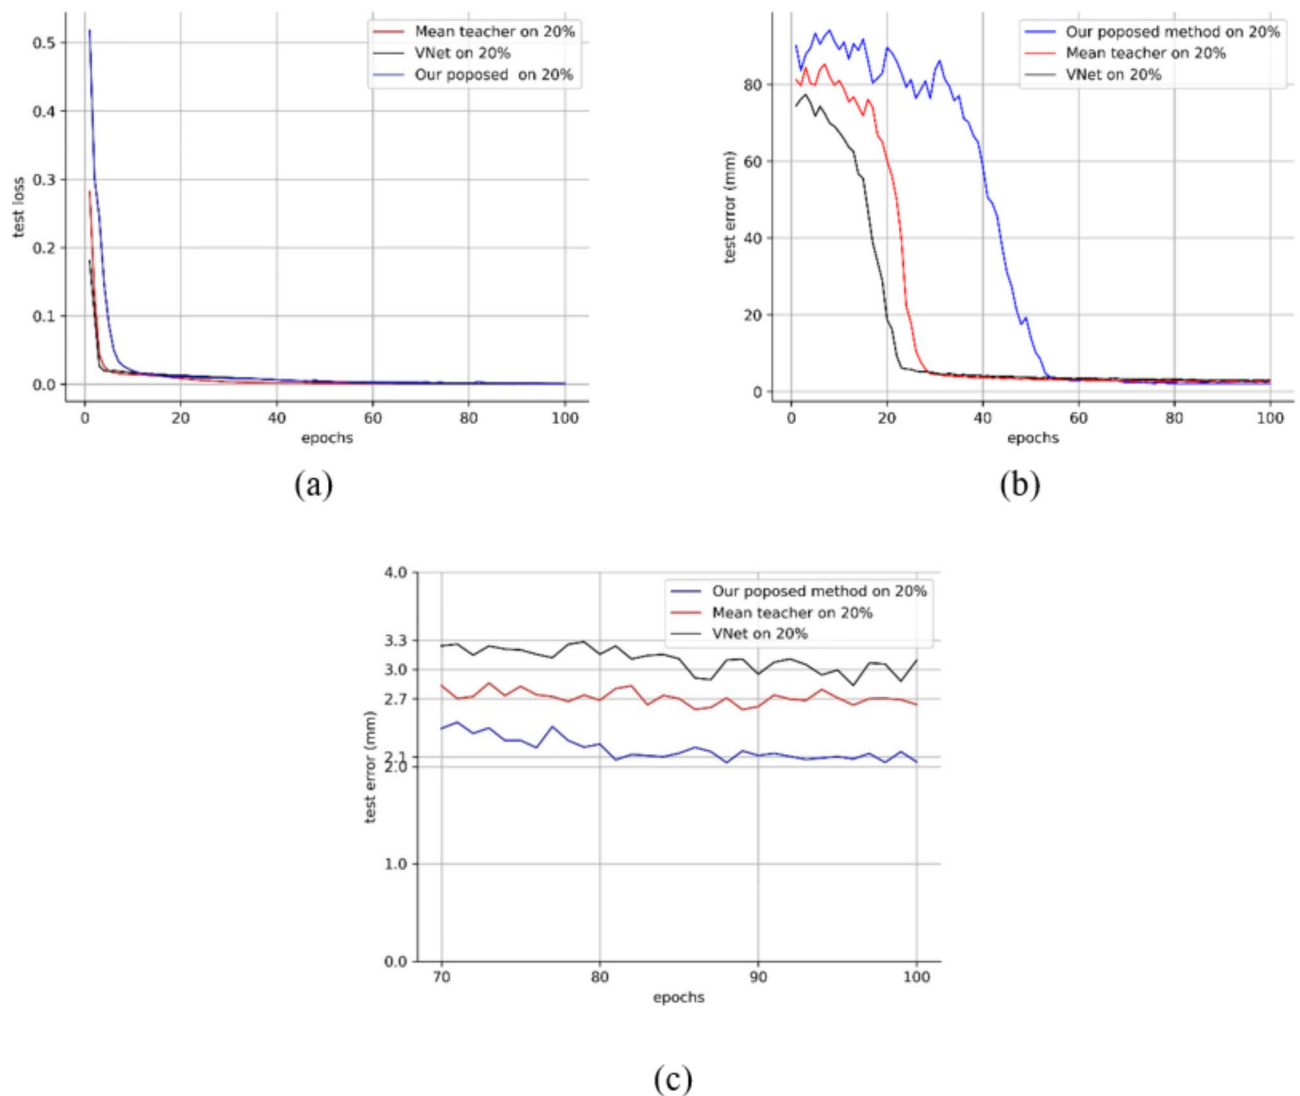 0.5
0.4
0.3
0.2
0.1
0.0
test loss
Mean teacher on 20%
VNet on 20%
Our poposed on 20%
0 20 40 60 80 100
epochs
(a)
80
60
40
20
0
test error (mm)
Our poposed method on 20%
Mean teacher on 20%
VNet on 20%
0 20 40 60 80 100
epochs
(b)
4.0
3.3
3.0
2.7
2.1
2.0
1.0
0.0
test error (mm)
Our poposed method on 20%
Mean teacher on 20%
VNet on 20%
70 80 90 100
epochs
(c)